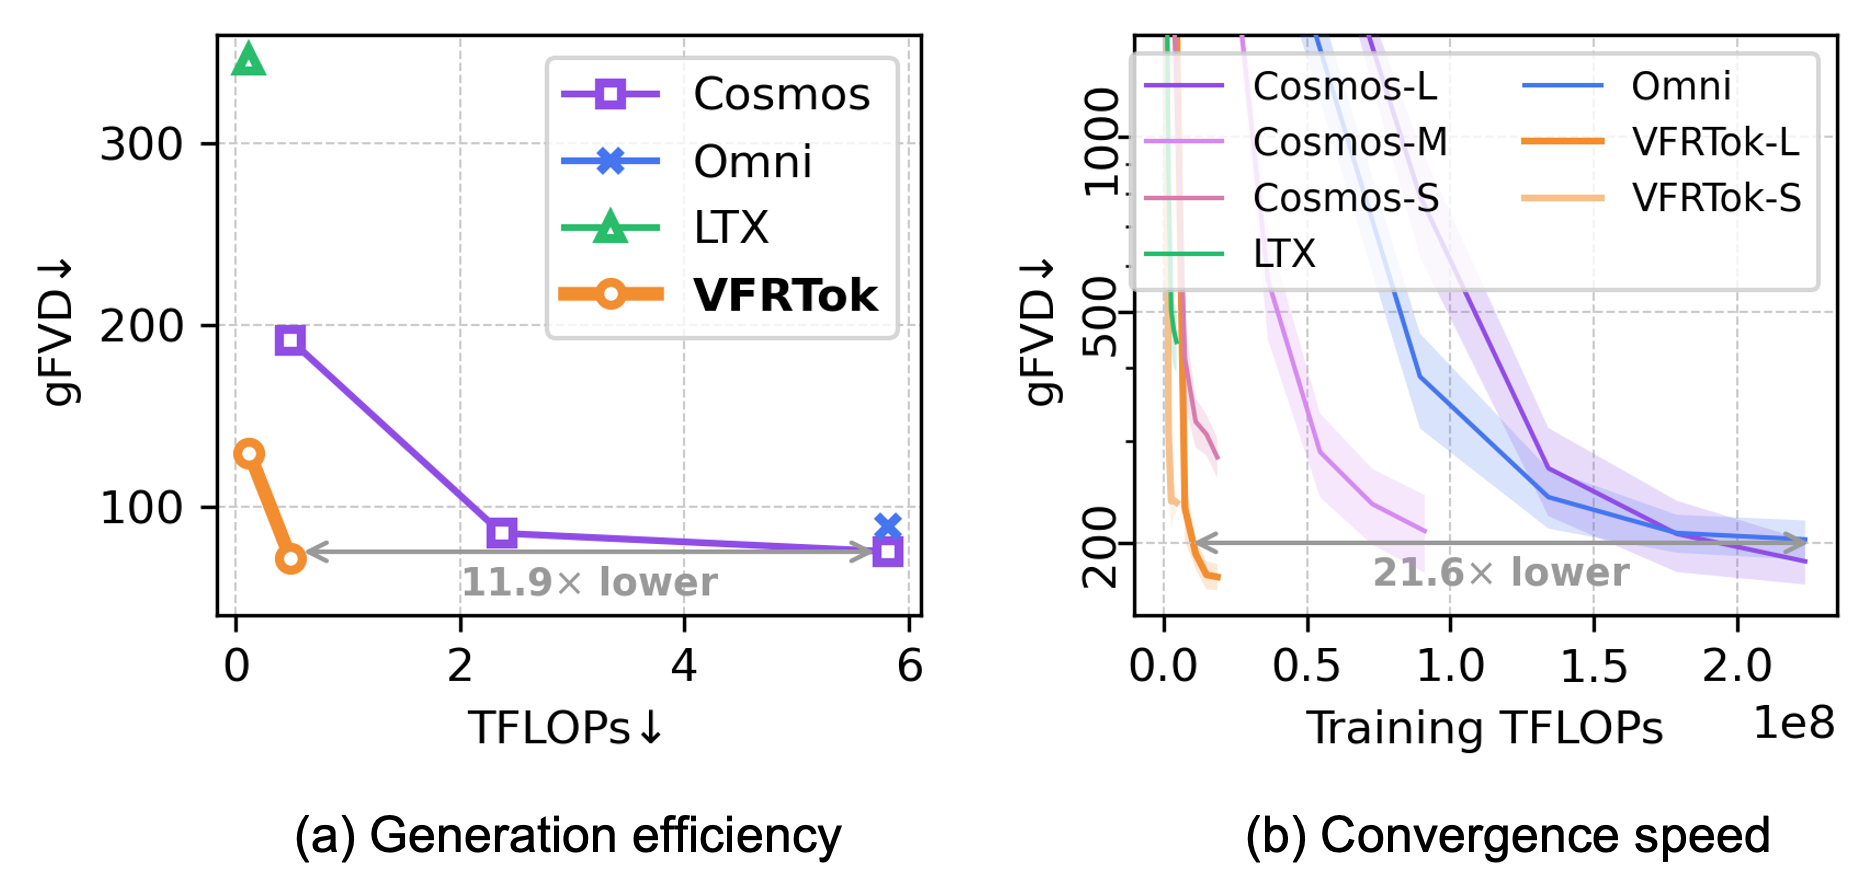 gFVD↓
300
200
100
Cosmos
Omni
LTX
VFRTok
11.9× lower
0 2 4 6
TFLOPs↓
(a) Generation efficiency
gFVD↓
1000
500
200
Cosmos-L
Cosmos-M
Cosmos-S
LTX
Omni
VFRTok-L
VFRTok-S
21.6× lower
0.0 0.5 1.0 1.5 2.0
1e8
Training TFLOPs
(b) Convergence speed